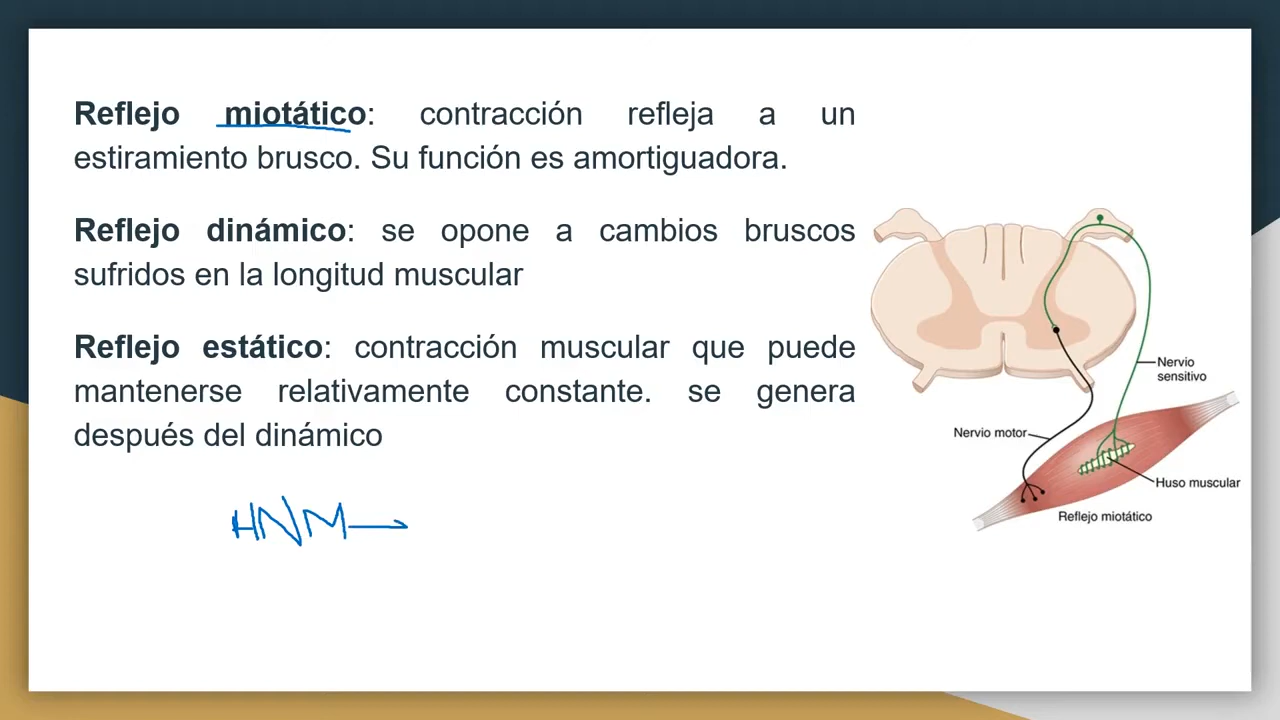 Reflejo miotático: contracción refleja a un
estiramiento brusco. Su función es amortiguadora.
Reflejo dinámico: se opone a cambios bruscos
sufridos en la longitud muscular
Reflejo estático: contracción muscular que puede
mantenerse relativamente constante. se genera
después del dinámico
HNM
Nervio
sensitivo
Nervio motor
Huso muscular
Reflejo miotático